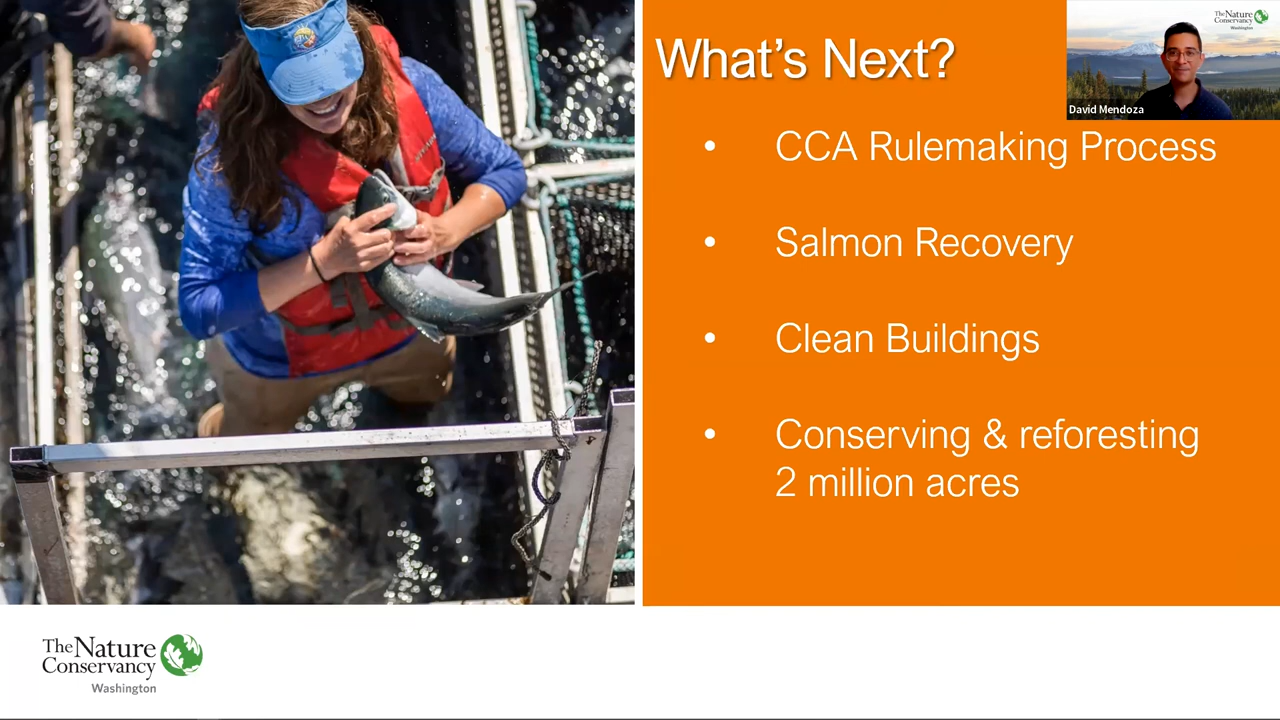 What's Next?
The Nature
Conservancy
Washington
David Mendoza
• CCA Rulemaking Process
• Salmon Recovery
• Clean Buildings
• Conserving & reforesting
2 million acres
The Nature
Conservancy
Washington